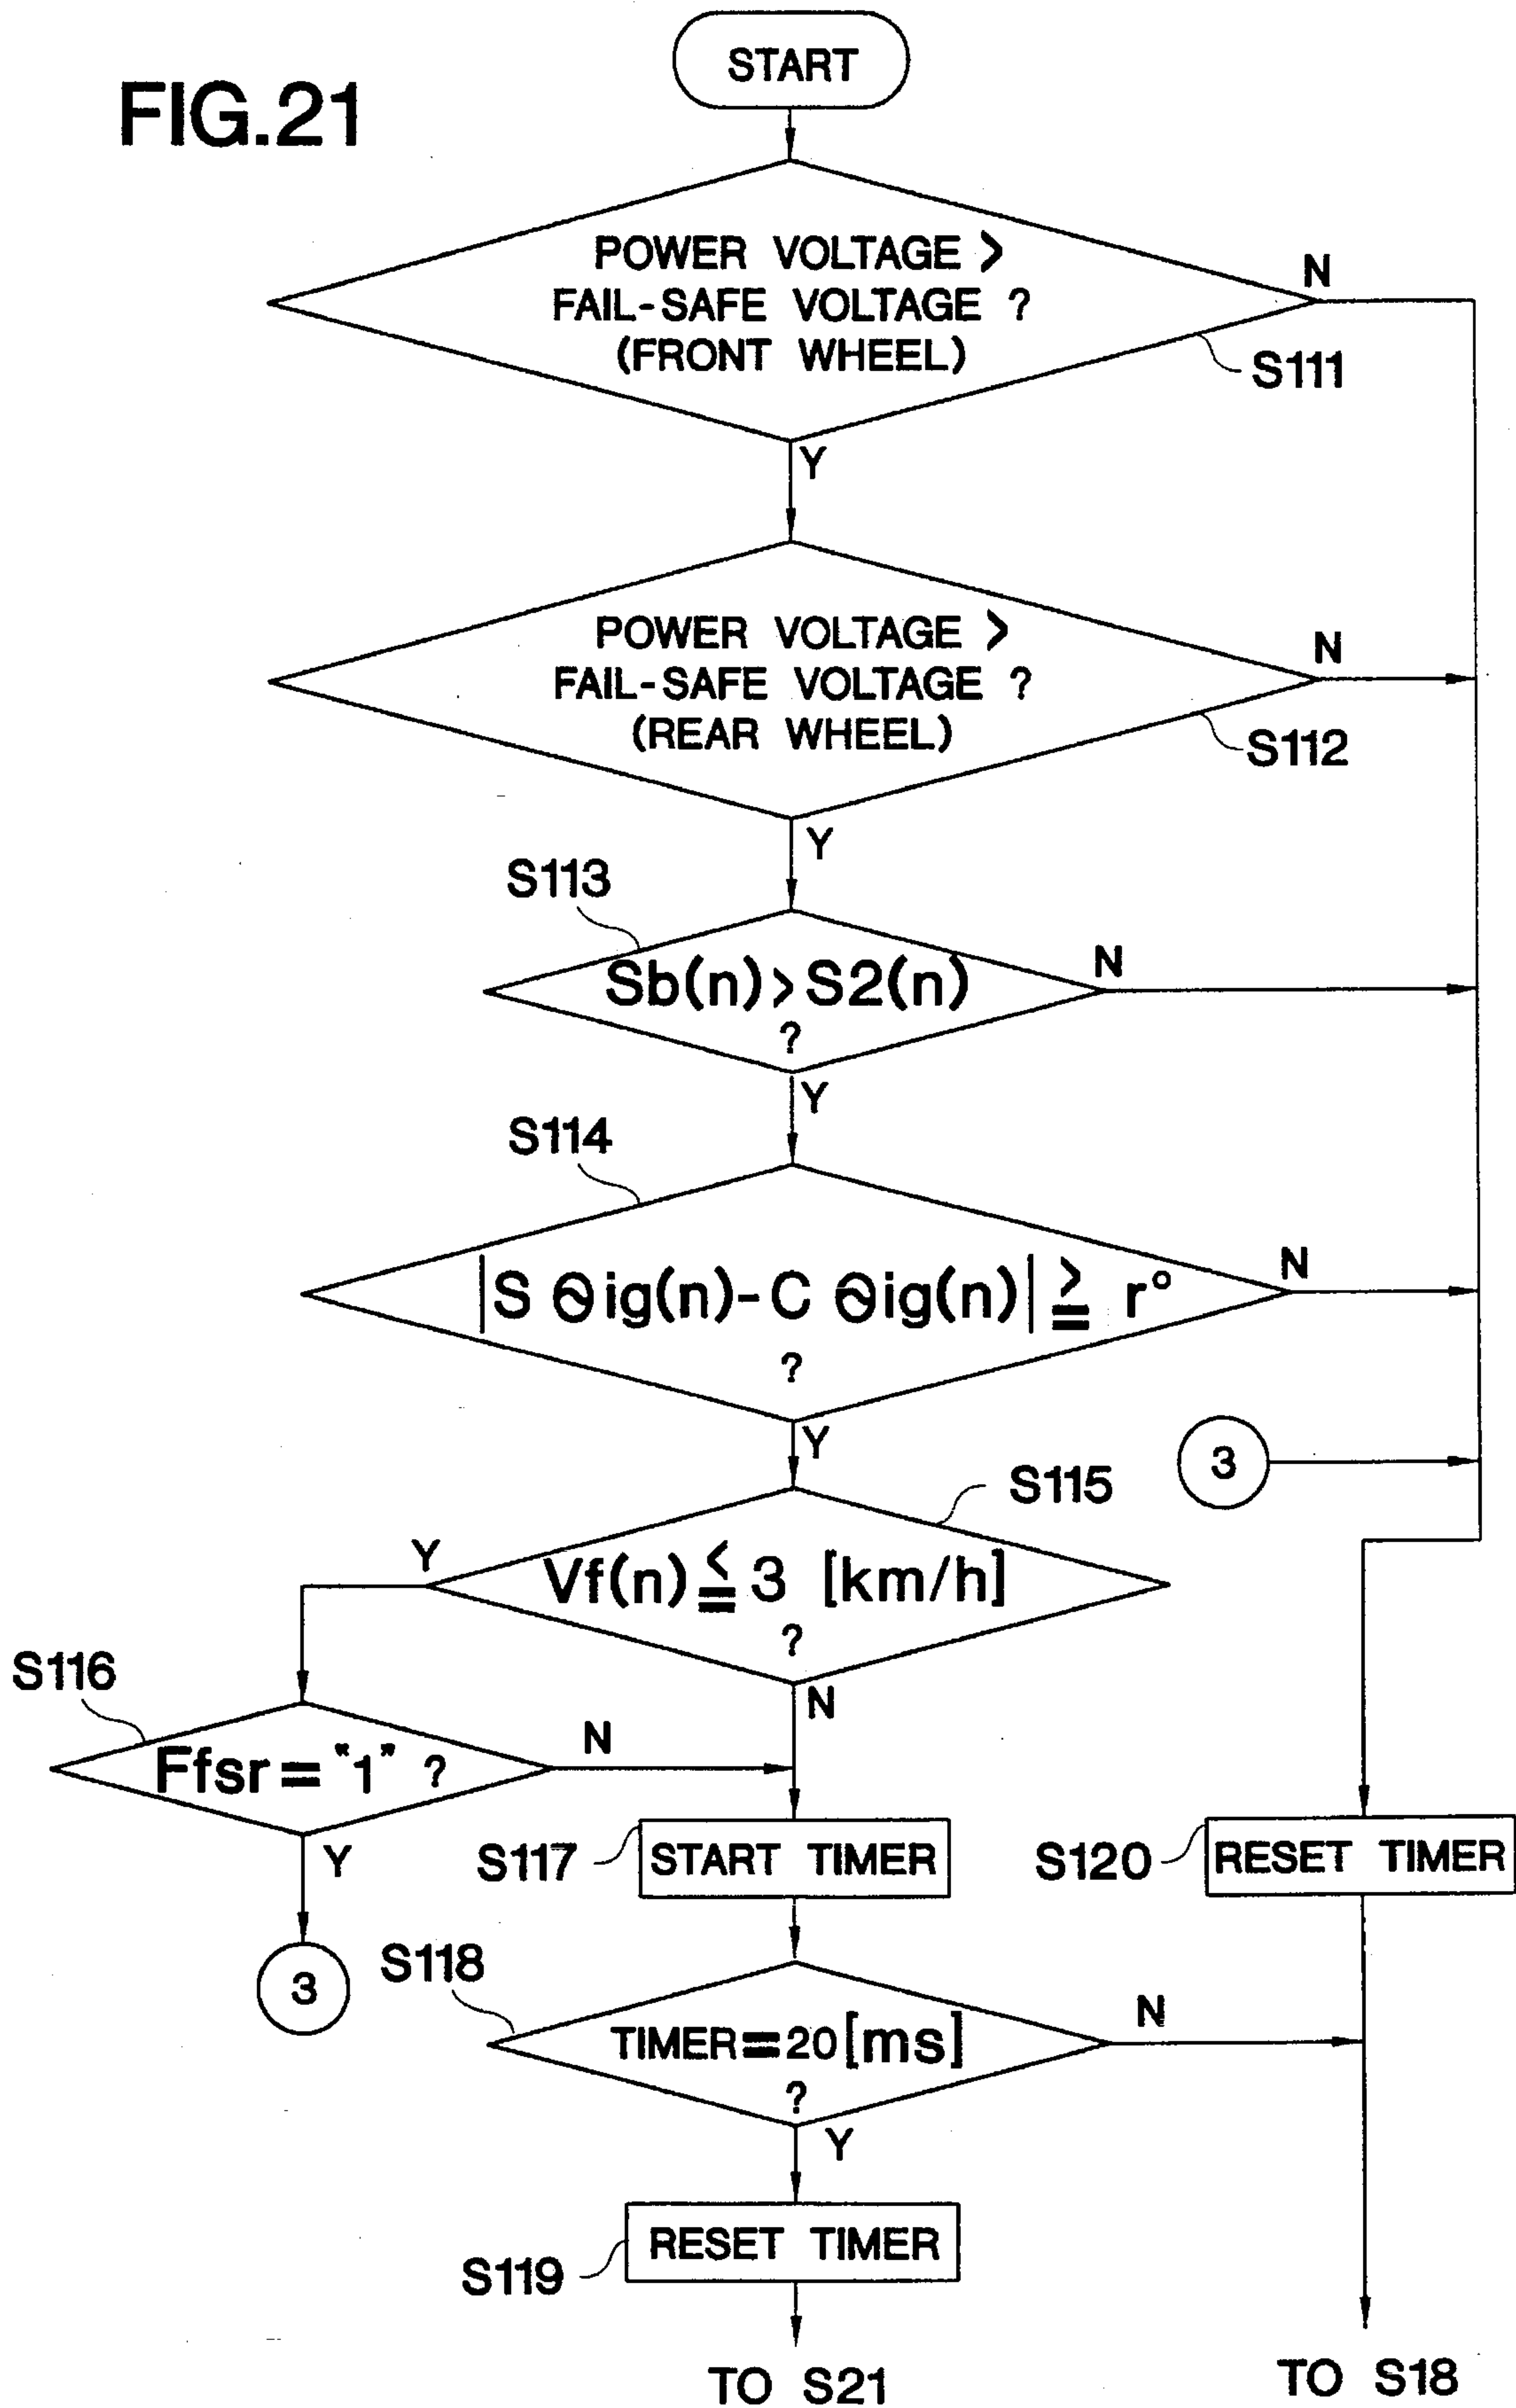 FIG.21
START
POWER VOLTAGE >
FAIL-SAFE VOLTAGE ?
(FRONT WHEEL)
N
S111
Y
POWER VOLTAGE >
FAIL-SAFE VOLTAGE ?
(REAR WHEEL)
N
S112
Y
S113
Sb(n)>S2(n)
?
N
Y
S114
|S Θig(n)-C Θig(n)| ≧ r°
?
N
Y
3
S115
Y
Vf(n)≦3 [km/h]
?
N
S116
Ffsr="1" ?
N
Y
3
S117
START TIMER
S120
RESET TIMER
S118
TIMER=20[ms]
?
N
Y
S119
RESET TIMER
TO S21
TO S18